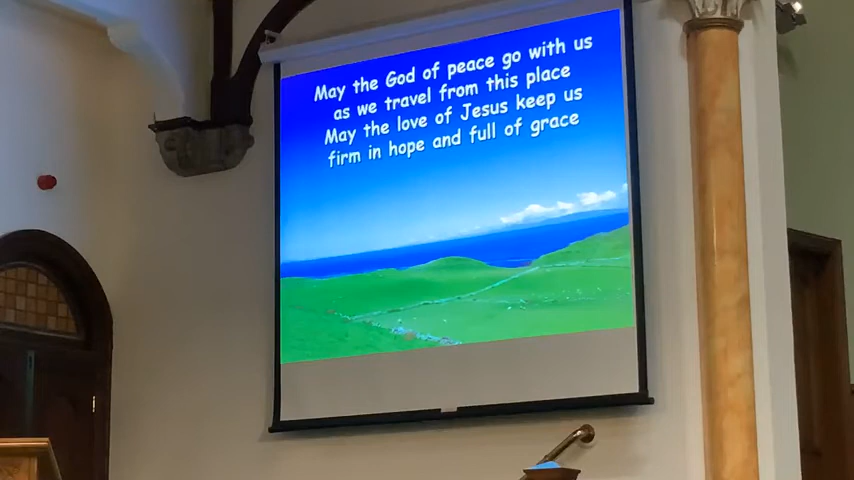 May the God of peace go with us
as we travel from this place
May the love of Jesus keep us
firm in hope and full of grace